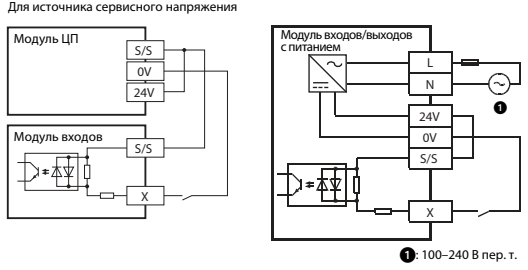 Для источника сервисного напряжения
Модуль ЦП
S/S
0V
24V
Модуль входов
S/S
X
Модуль входов/выходов
с питанием
L
N
24V
0V
S/S
X
1
1: 100–240 В пер. т.